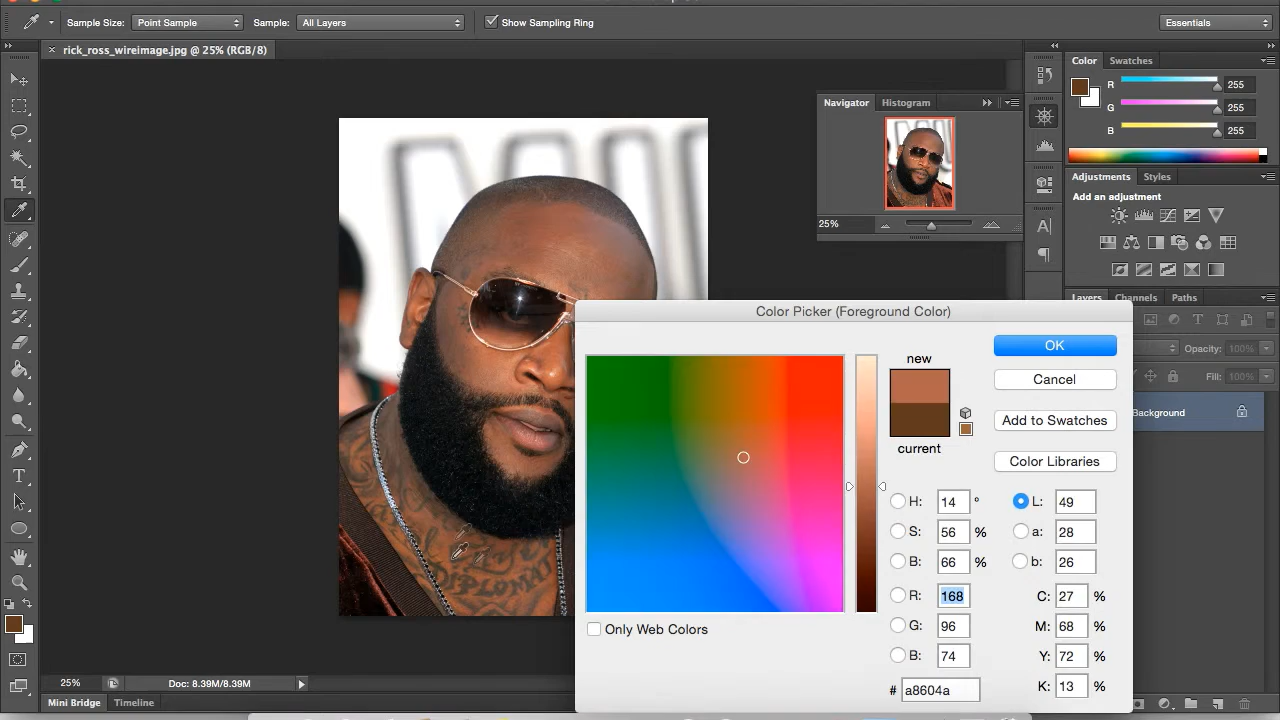 Sample Size: Point Sample Sample: All Layers Show Sampling Ring Essentials
× rick_ross_wireimage.jpg @ 25% (RGB/8)
Navigator Histogram
25%
Color Swatches
R 255
G 255
B 255
Adjustments Styles
Add an adjustment
Layers Channels Paths
Opacity: 100%
Fill: 100%
Background
Color Picker (Foreground Color)
new
current
OK
Cancel
Add to Swatches
Color Libraries
H: 14 ° L: 49
S: 56 % a: 28
B: 66 % b: 26
R: 168 C: 27 %
G: 96 M: 68 %
B: 74 Y: 72 %
# a8604a K: 13 %
Only Web Colors
25% Doc: 8.39M/8.39M
Mini Bridge Timeline